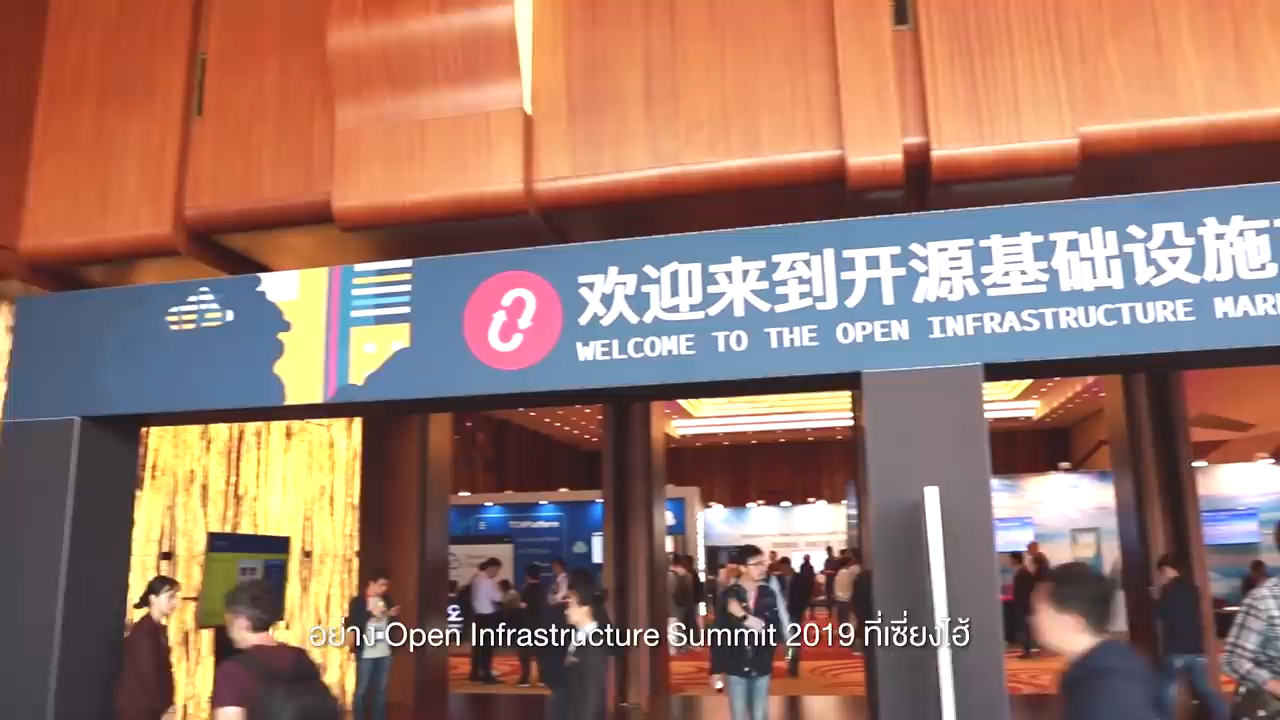 欢迎来到开源基础设施
WELCOME TO THE OPEN INFRASTRUCTURE
อย่าง Open Infrastructure Summit 2019 ที่เซี่ยงไฮ้